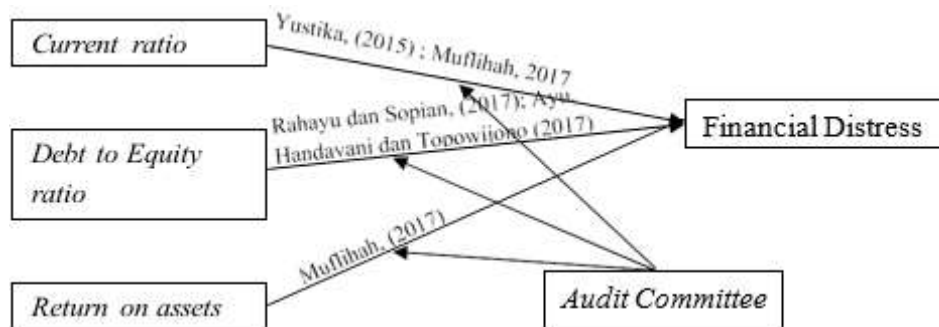 Current ratio
Yustika, (2015) ; Muflihah, 2017
Rahayu dan Sopian, (2017); Ayu
Handayani dan Topowijono (2017)
Financial Distress
Debt to Equity
ratio
Muflihah, (2017)
Return on assets
Audit Committee